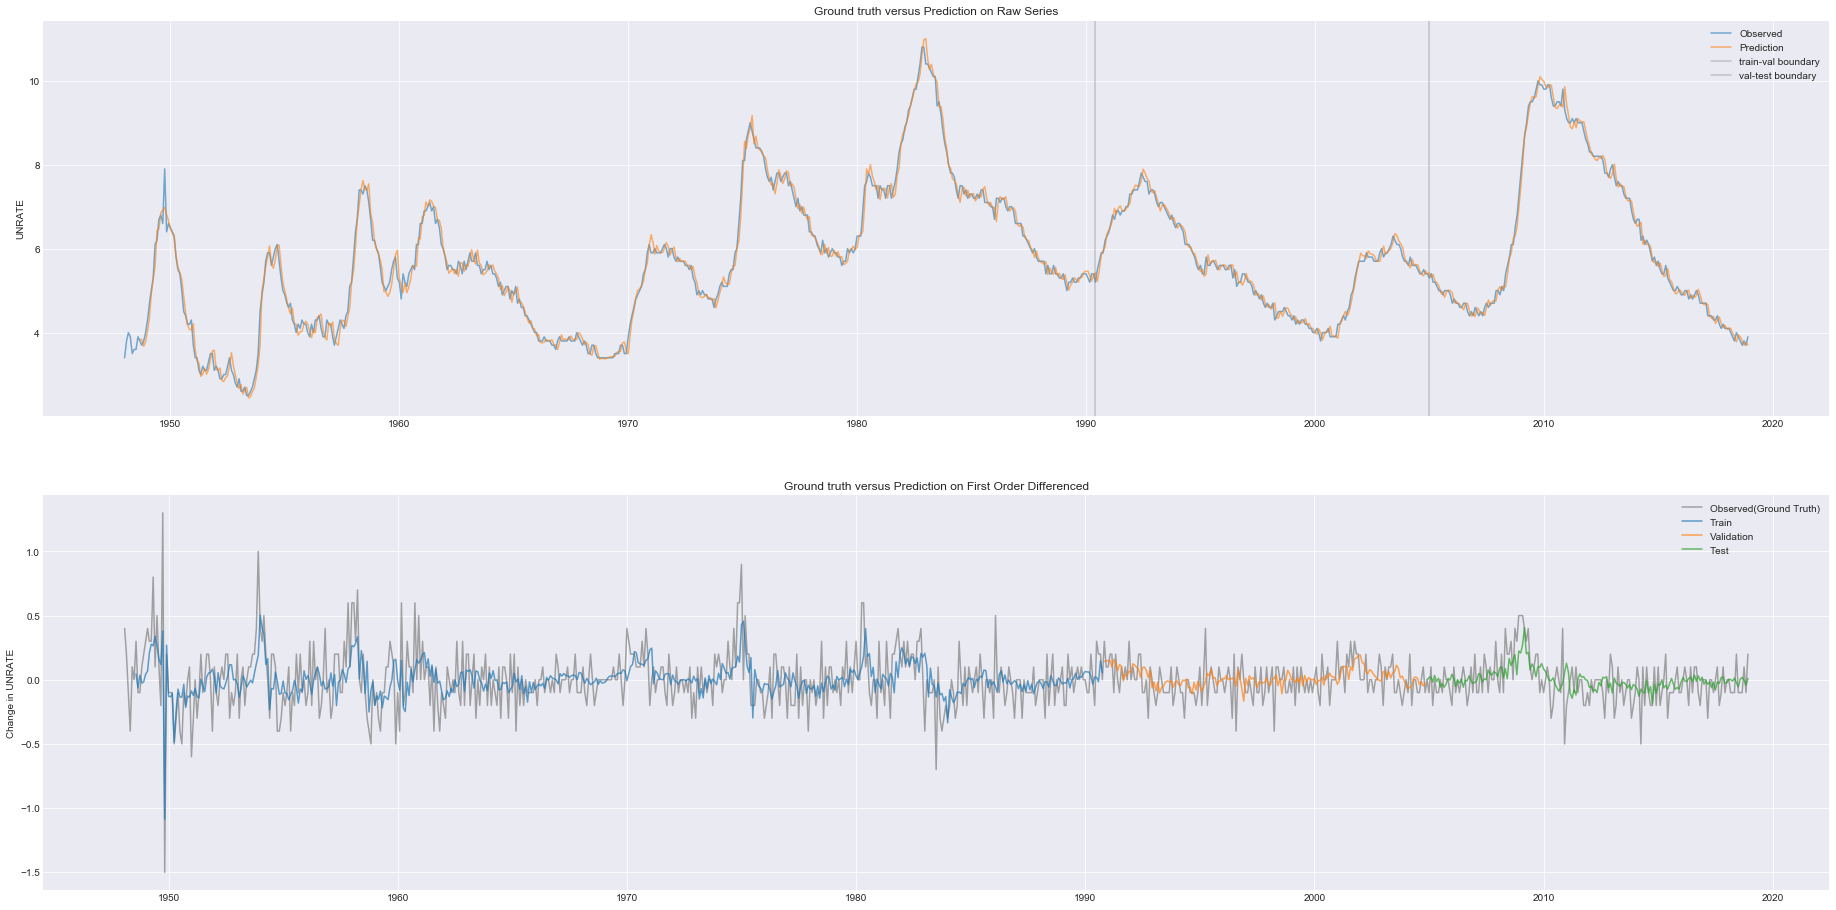 Ground truth versus Prediction on Raw Series
Observed
Prediction
train-val boundary
val-test boundary
UNRATE
10
8
6
4
1950 1960 1970 1980 1990 2000 2010 2020
Ground truth versus Prediction on First Order Differenced
Observed(Ground Truth)
Train
Validation
Test
Change in UNRATE
1.0
0.5
0.0
−0.5
−1.0
−1.5
1950 1960 1970 1980 1990 2000 2010 2020